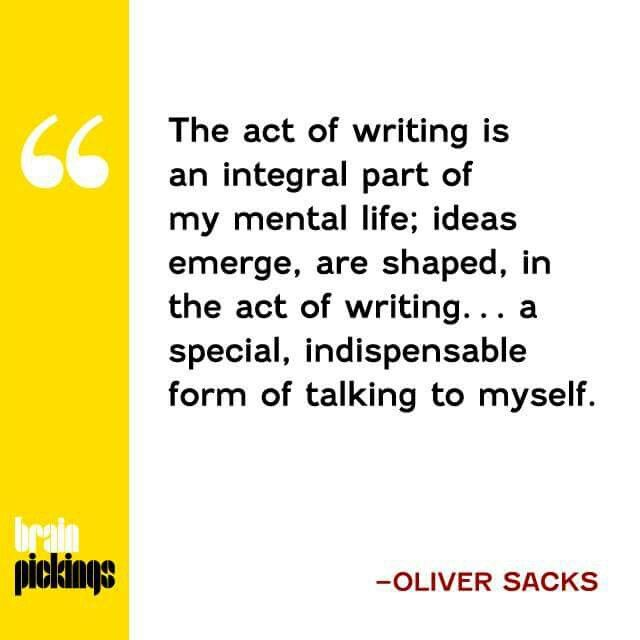 “
The act of writing is
an integral part of
my mental life; ideas
emerge, are shaped, in
the act of writing... a
special, indispensable
form of talking to myself.
brain
pickings
–OLIVER SACKS